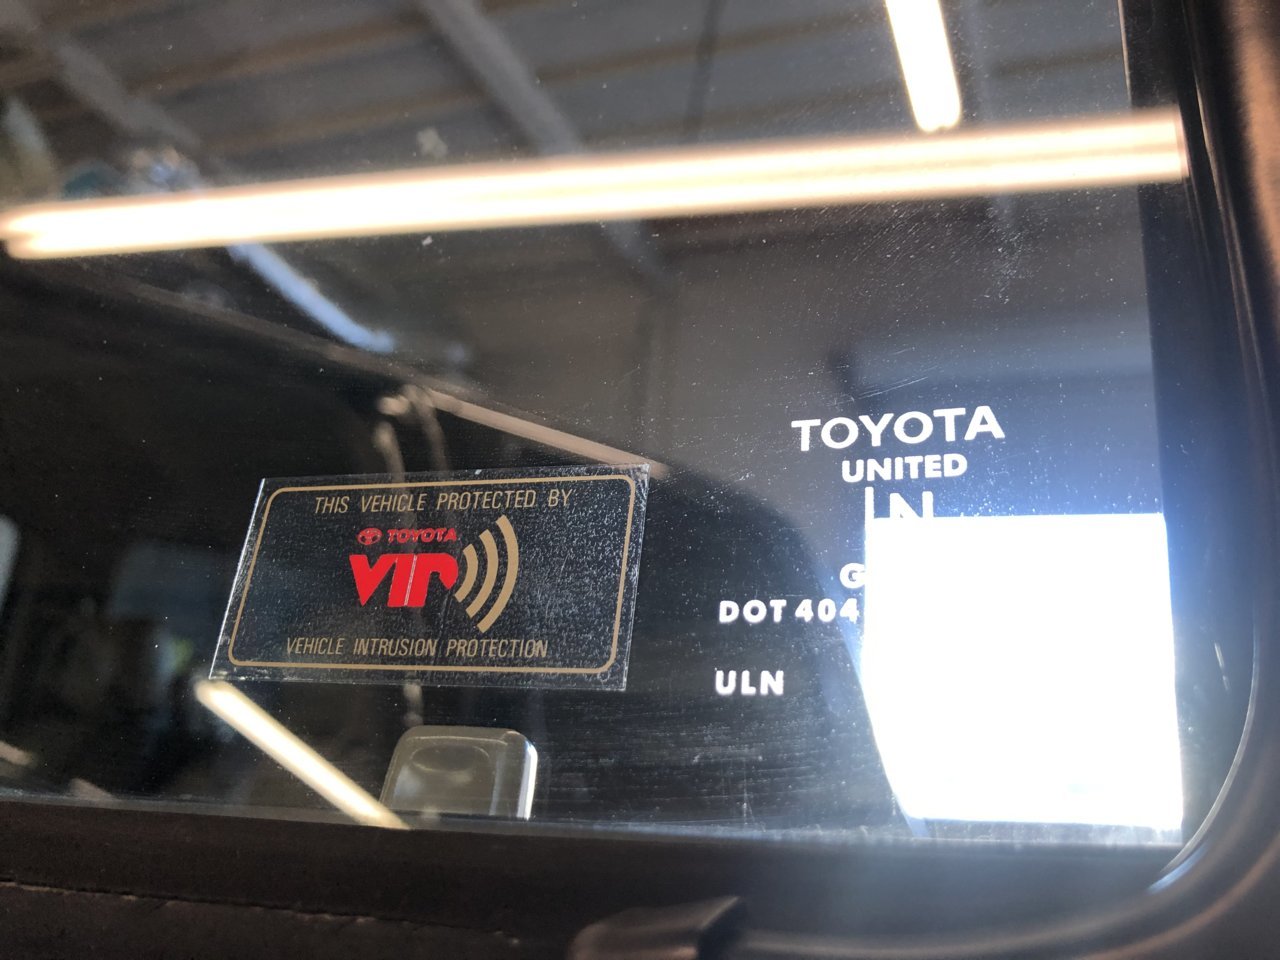 THIS VEHICLE PROTECTED BY
TOYOTA
VIP
VEHICLE INTRUSION PROTECTION
TOYOTA
UNITED
DOT 404
ULN